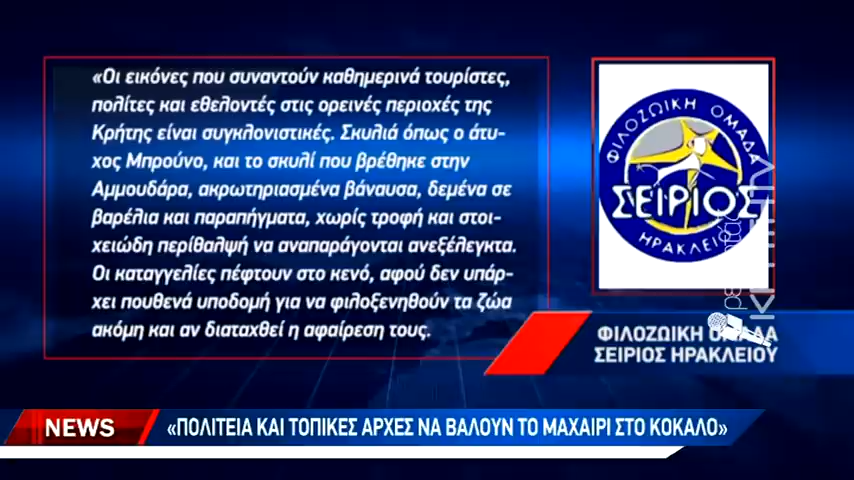 «Οι εικόνες που συναντούν καθημερινά τουρίστες,
πολίτες και εθελοντές στις ορεινές περιοχές της
Κρήτης είναι συγκλονιστικές. Σκυλιά όπως ο άτυ-
χος Μπρούνο, και το σκυλί που βρέθηκε στην
Αμμουδάρα, ακρωτηριασμένα βάναυσα, δεμένα σε
βαρέλια και παραπήγματα, χωρίς τροφή και στοι-
χειώδη περίθαλψή να αναπαράγονται ανεξέλεγκτα.
Οι καταγγελίες πέφτουν στο κενό, αφού δεν υπάρ-
χει πουθενά υποδομή για να φιλοξενηθούν τα ζώα
ακόμη και αν διαταχθεί η αφαίρεση τους.
ΦΙΛΟΖΩΙΚΗ ΟΜΑΔΑ
ΣΕΙΡΙΟΣ
ΗΡΑΚΛΕΙΟ
ΦΙΛΟΖΩΙΚΗ ΟΜΑΔΑ
ΣΕΙΡΙΟΣ ΗΡΑΚΛΕΙΟΥ
NEWS
«ΠΟΛΙΤΕΙΑ ΚΑΙ ΤΟΠΙΚΕΣ ΑΡΧΕΣ ΝΑ ΒΑΛΟΥΝ ΤΟ ΜΑΧΑΙΡΙ ΣΤΟ ΚΟΚΑΛΟ»